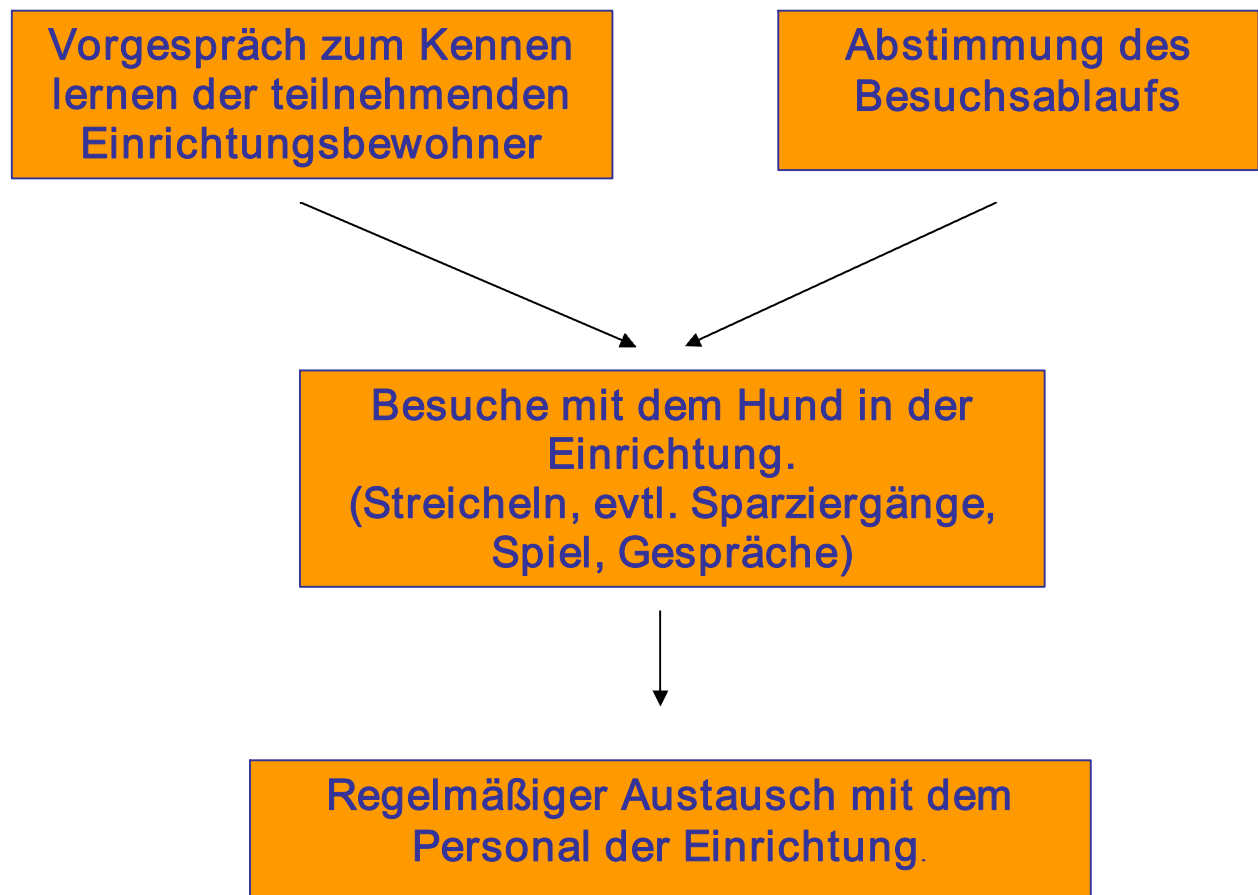 Vorgespräch zum Kennen
lernen der teilnehmenden
Einrichtungsbewohner
Abstimmung des
Besuchsablaufs
Besuche mit dem Hund in der
Einrichtung.
(Streicheln, evtl. Sparziergänge,
Spiel, Gespräche)
Regelmäßiger Austausch mit dem
Personal der Einrichtung.